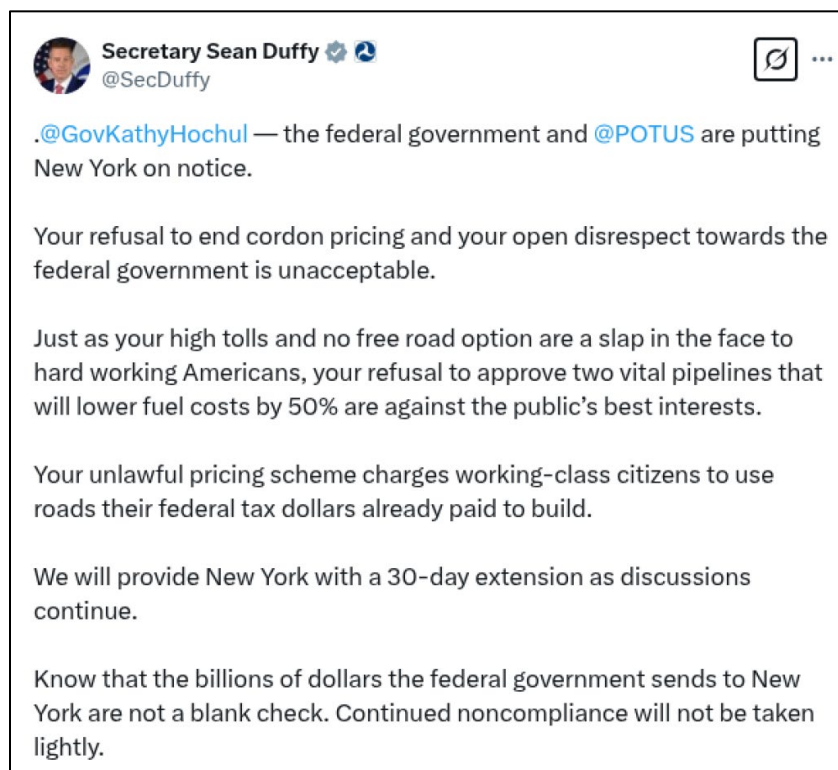 Secretary Sean Duffy
@SecDuffy
.@GovKathyHochul — the federal government and @POTUS are putting
New York on notice.
Your refusal to end cordon pricing and your open disrespect towards the
federal government is unacceptable.
Just as your high tolls and no free road option are a slap in the face to
hard working Americans, your refusal to approve two vital pipelines that
will lower fuel costs by 50% are against the public’s best interests.
Your unlawful pricing scheme charges working-class citizens to use
roads their federal tax dollars already paid to build.
We will provide New York with a 30-day extension as discussions
continue.
Know that the billions of dollars the federal government sends to New
York are not a blank check. Continued noncompliance will not be taken
lightly.